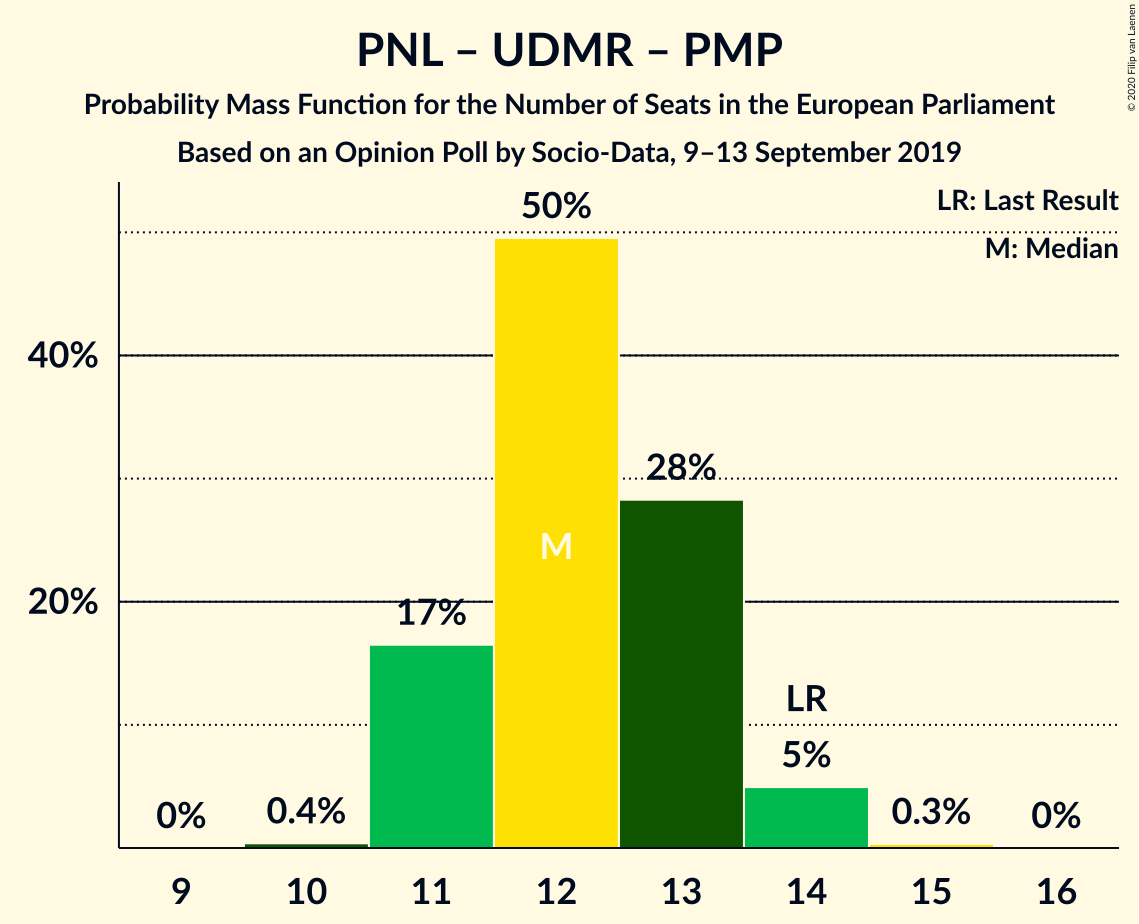 PNL – UDMR – PMP
Probability Mass Function for the Number of Seats in the European Parliament
Based on an Opinion Poll by Socio-Data, 9–13 September 2019
© 2020 Filip van Laenen
LR: Last Result
M: Median
50%
40%
28%
M
20%
17%
LR
5%
0%
0.4%
0.3%
0%
9 10 11 12 13 14 15 16